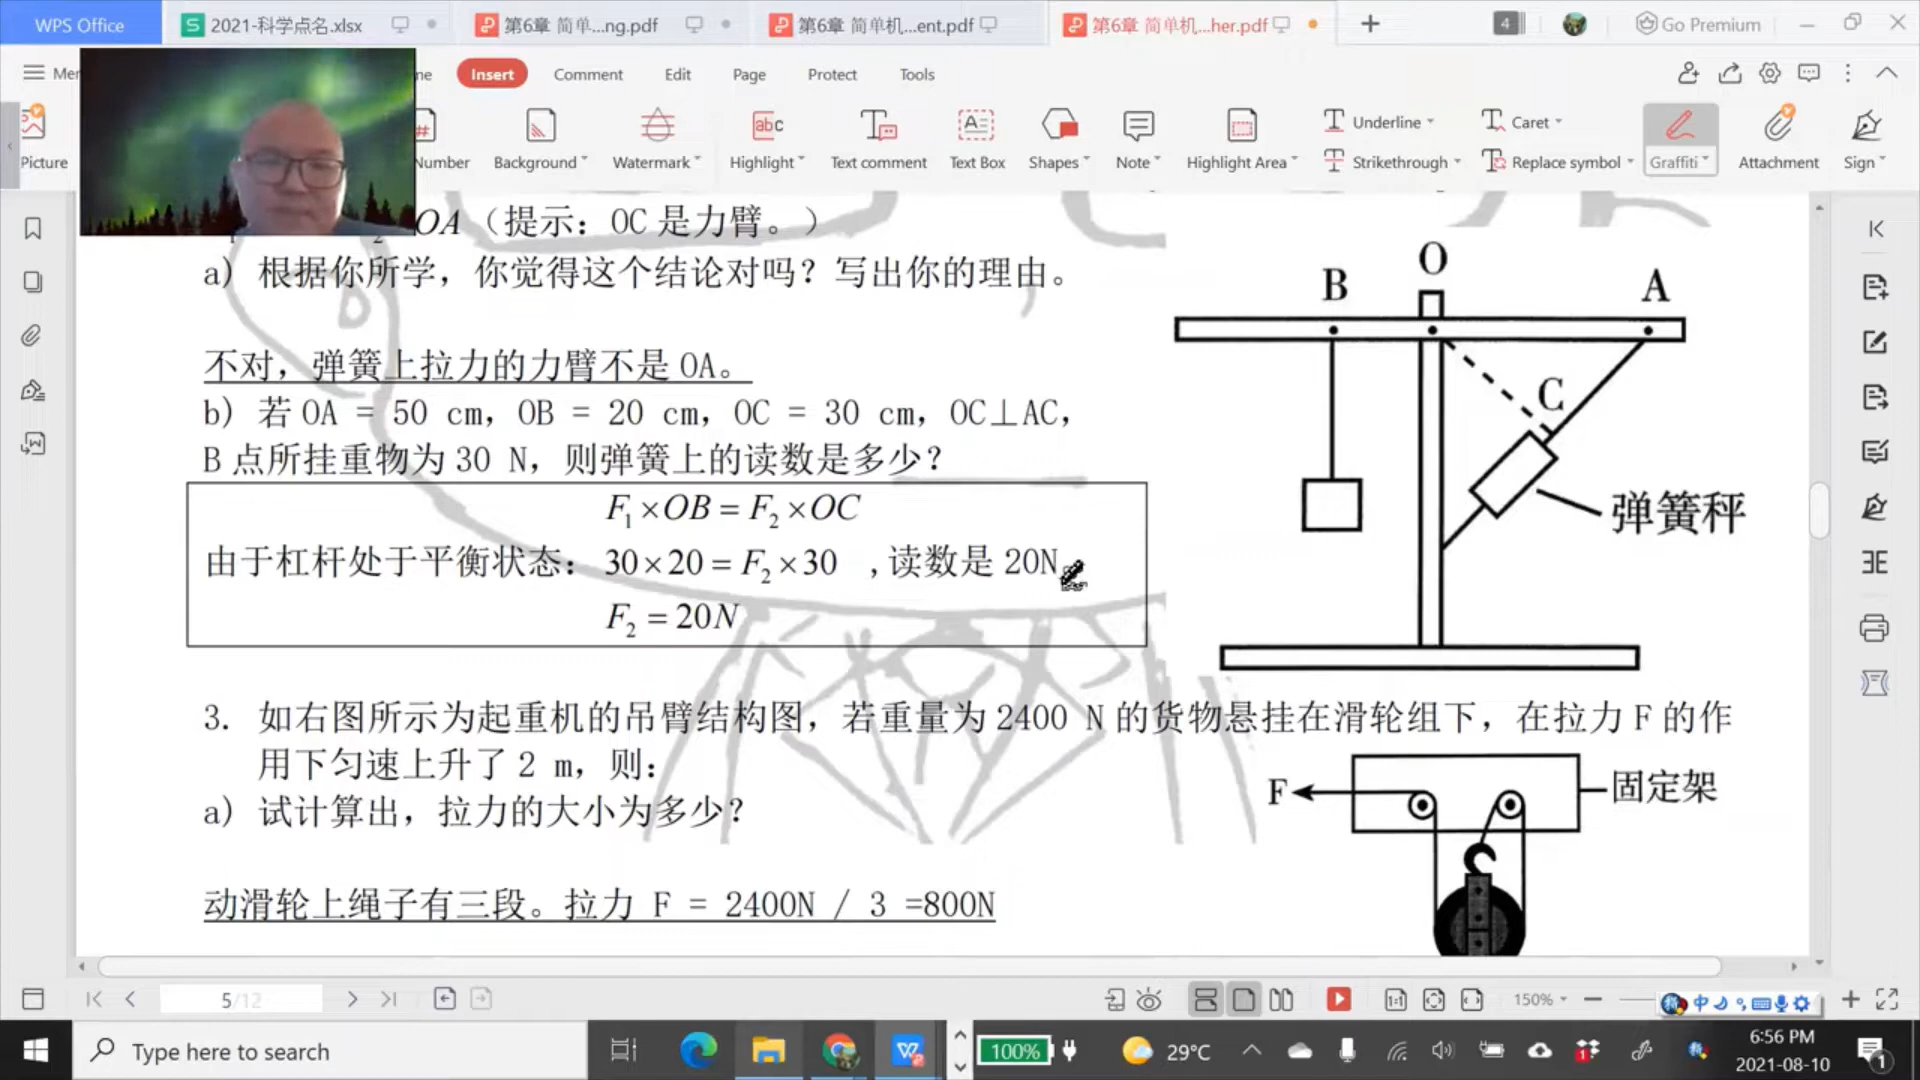 WPS Office
2021-科学点名.xlsx
第6章 简单...ng.pdf
第6章 简单机...ent.pdf
第6章 简单机...her.pdf
4
Go Premium
Insert
Comment
Edit
Page
Protect
Tools
Picture
Number
Background
Watermark
Highlight
Text comment
Text Box
Shapes
Note
Highlight Area
Underline
Strikethrough
Caret
Replace symbol
Graffiti
Attachment
Sign
OA（提示：OC 是力臂。）
a) 根据你所学，你觉得这个结论对吗？写出你的理由。
不对，弹簧上拉力的力臂不是 OA。
b) 若 OA = 50 cm，OB = 20 cm，OC = 30 cm，OC⊥AC，
B 点所挂重物为 30 N，则弹簧上的读数是多少？
F₁×OB = F₂×OC
由于杠杆处于平衡状态：30×20 = F₂×30 ，读数是 20N
F₂ = 20N
B
O
A
C
弹簧秤
3. 如右图所示为起重机的吊臂结构图，若重量为 2400 N 的货物悬挂在滑轮组下，在拉力 F 的作
用下匀速上升了 2 m，则：
a) 试计算出，拉力的大小为多少？
动滑轮上绳子有三段。拉力 F = 2400N / 3 =800N
F
固定架
5/12
150%
中
Type here to search
100%
29°C
6:56 PM
2021-08-10
1